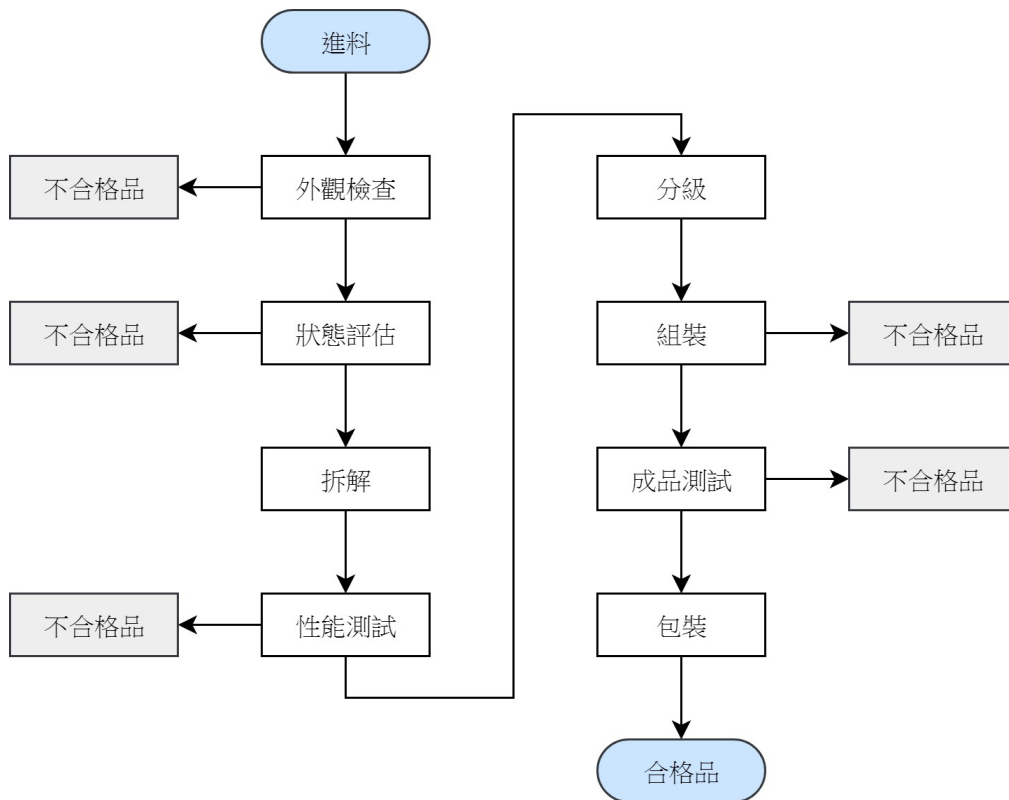 進料
不合格品
外觀檢查
不合格品
狀態評估
拆解
不合格品
性能測試
分級
組裝
不合格品
成品測試
不合格品
包裝
合格品